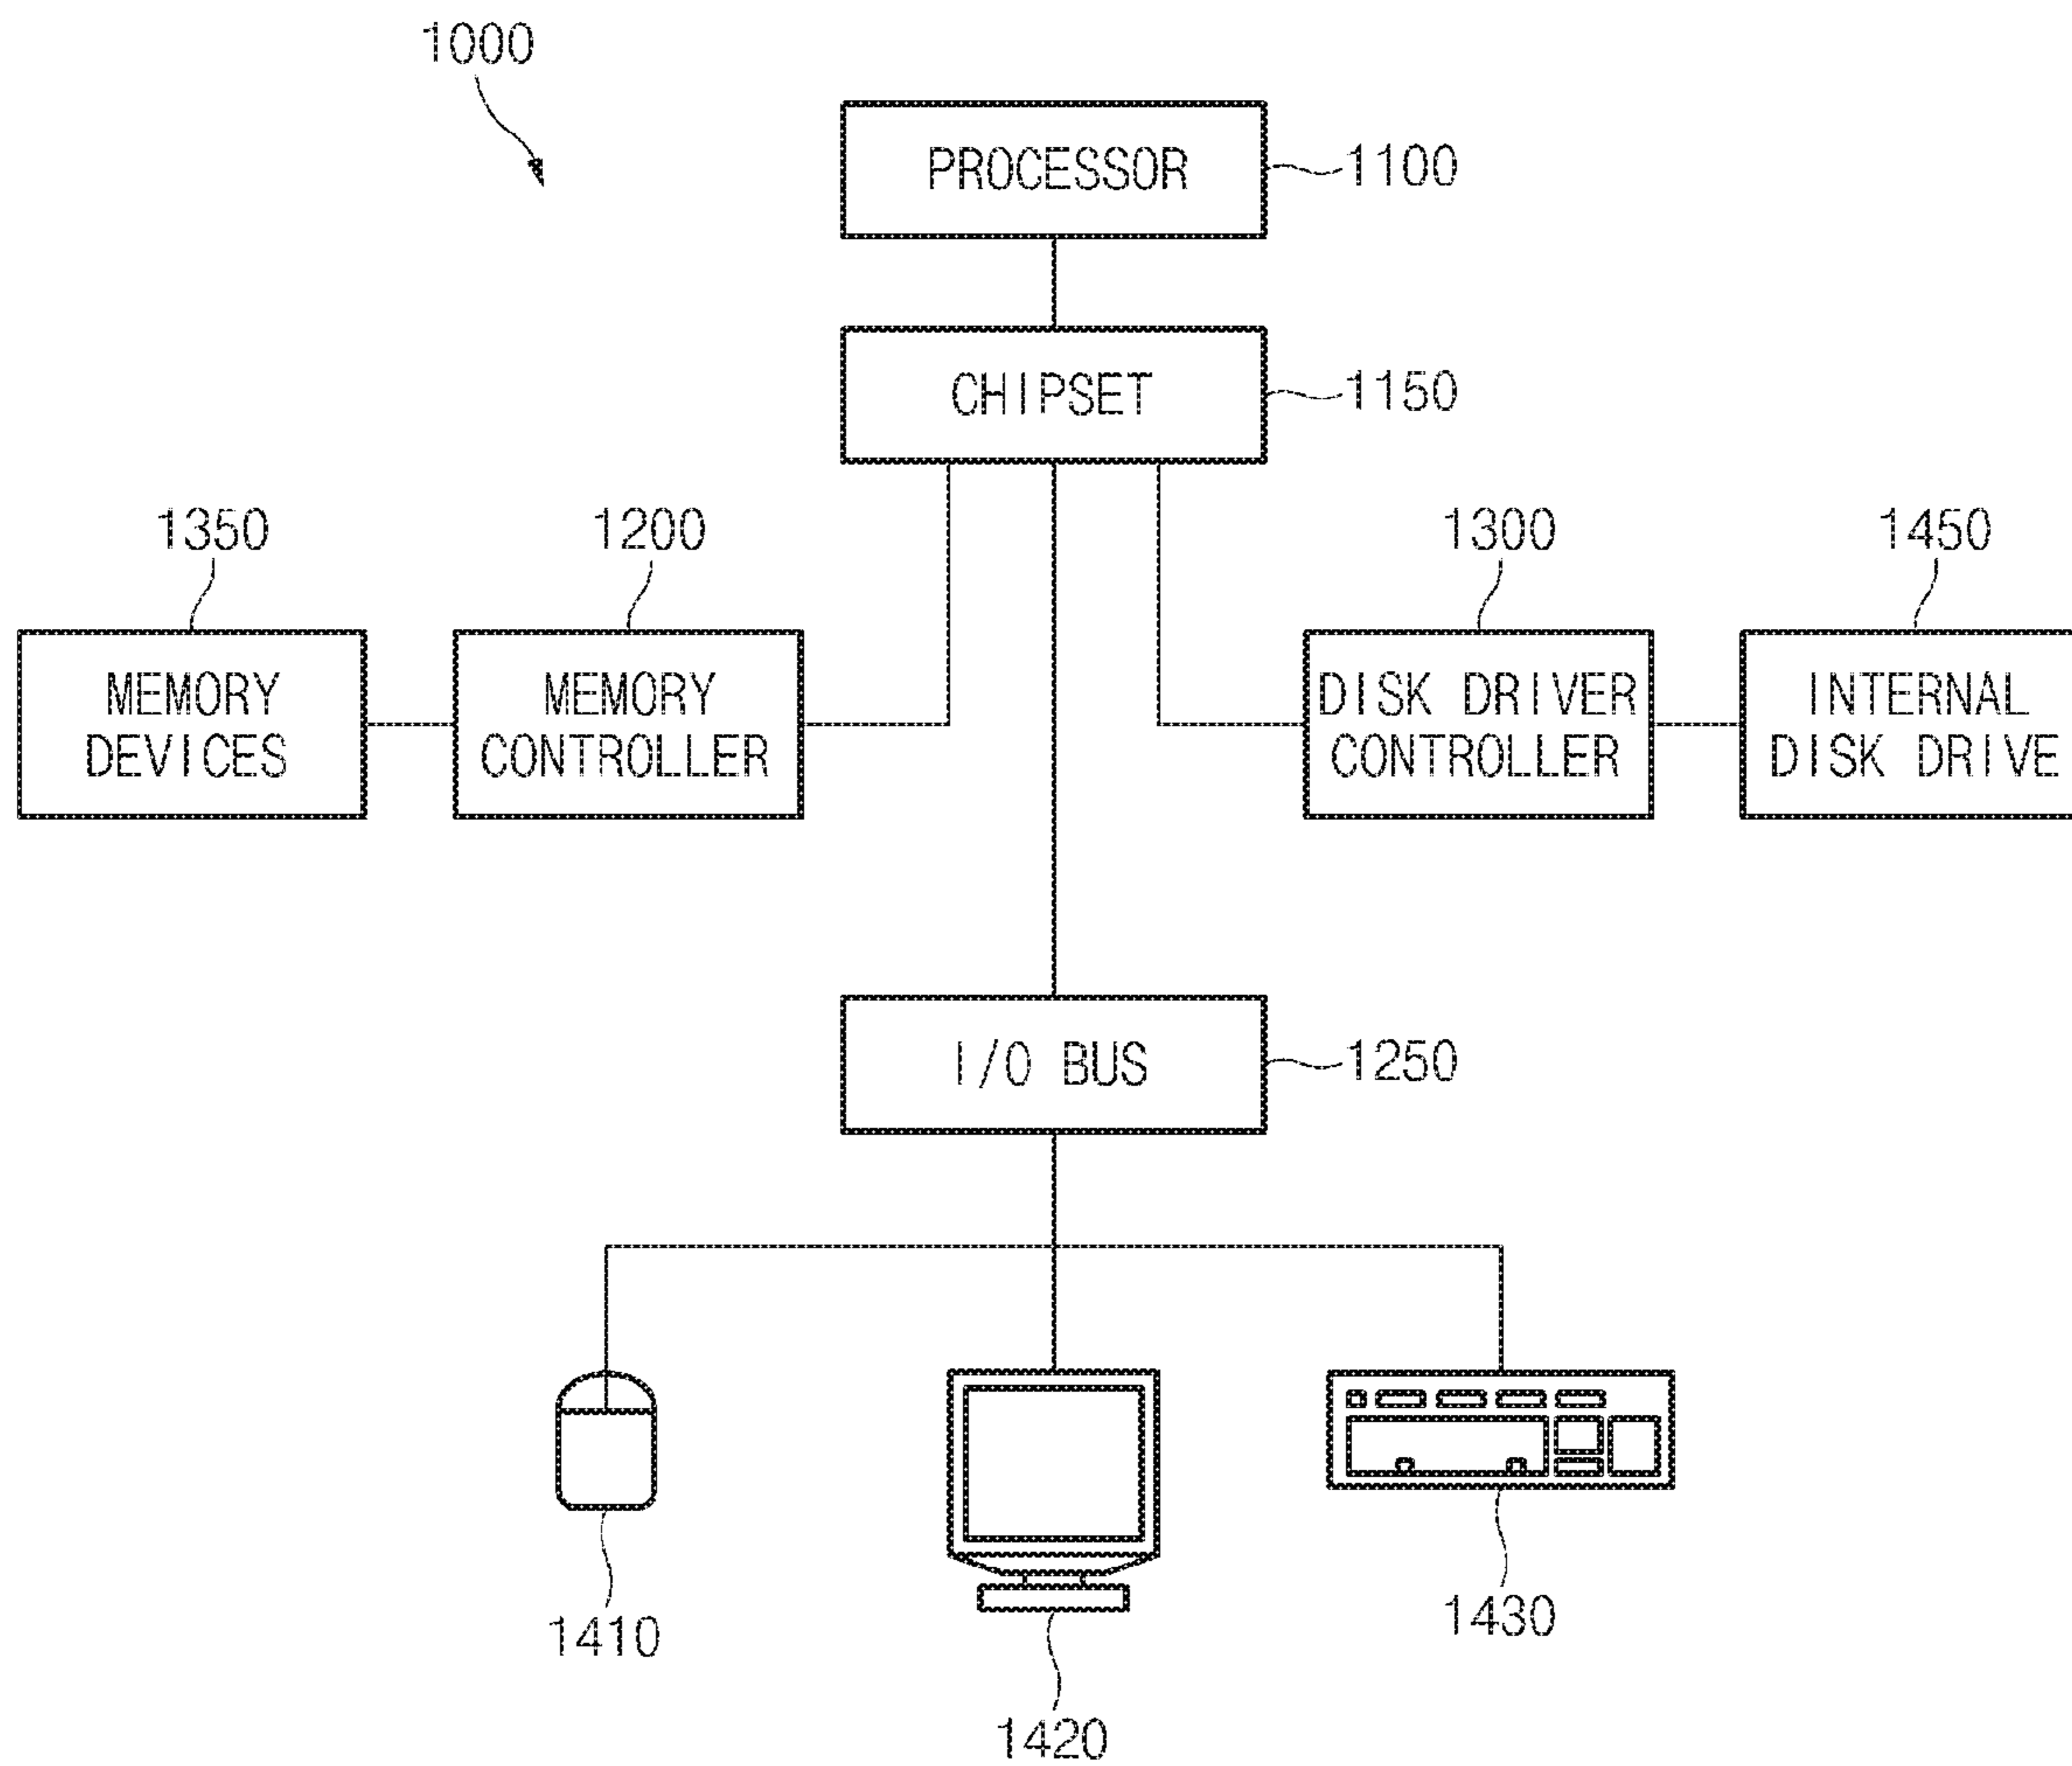 1000
PROCESSOR
1100
CHIPSET
1150
1350
1200
1300
1450
MEMORY
DEVICES
MEMORY
CONTROLLER
DISK DRIVER
CONTROLLER
INTERNAL
DISK DRIVE
I/O BUS
1250
1410
1420
1430